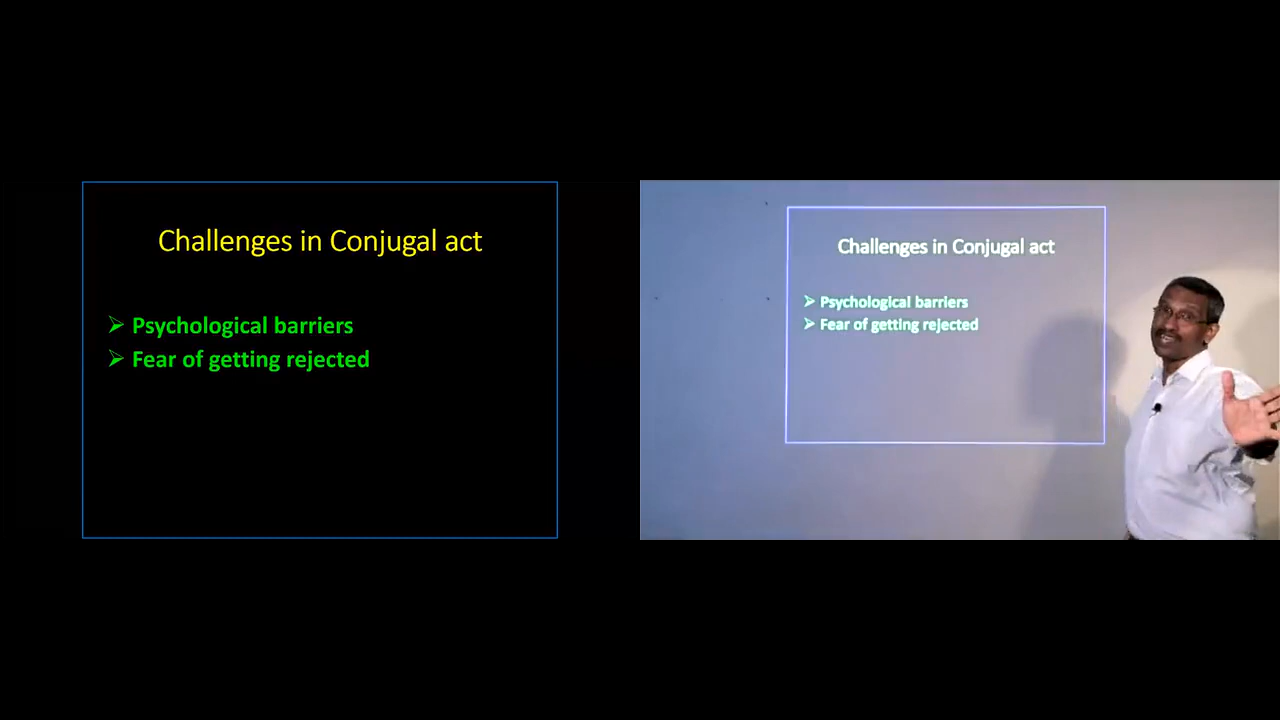 Challenges in Conjugal act
➢ Psychological barriers
➢ Fear of getting rejected
Challenges in Conjugal act
➢ Psychological barriers
➢ Fear of getting rejected